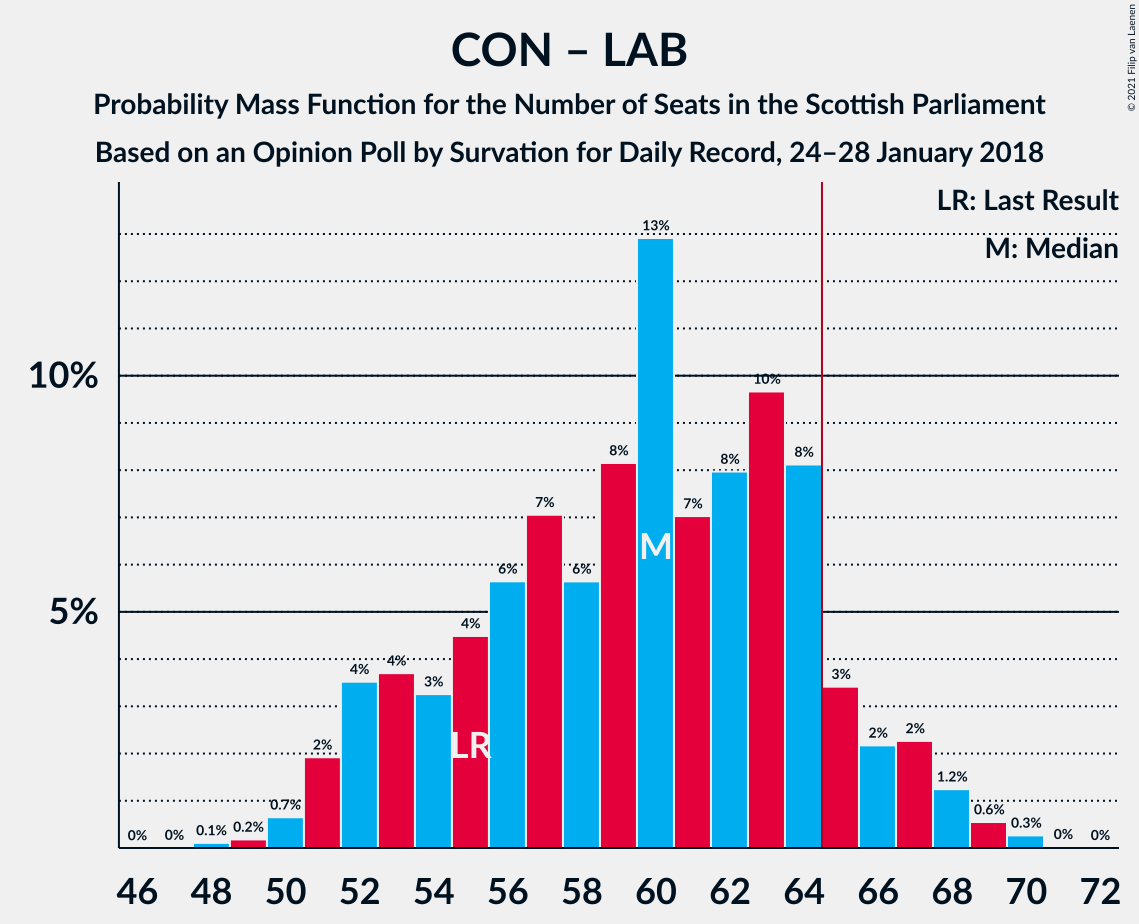 © 2021 Filip van Laenen
CON – LAB
Probability Mass Function for the Number of Seats in the Scottish Parliament
Based on an Opinion Poll by Survation for Daily Record, 24–28 January 2018
LR: Last Result
M: Median
10%
5%
0% 0% 0.1% 0.2% 0.7% 2% 4% 4% 3% 4% 6% 7% 6% 8% 13% 7% 8% 10% 8% 3% 2% 2% 1.2% 0.6% 0.3% 0% 0%
M
LR
46 48 50 52 54 56 58 60 62 64 66 68 70 72